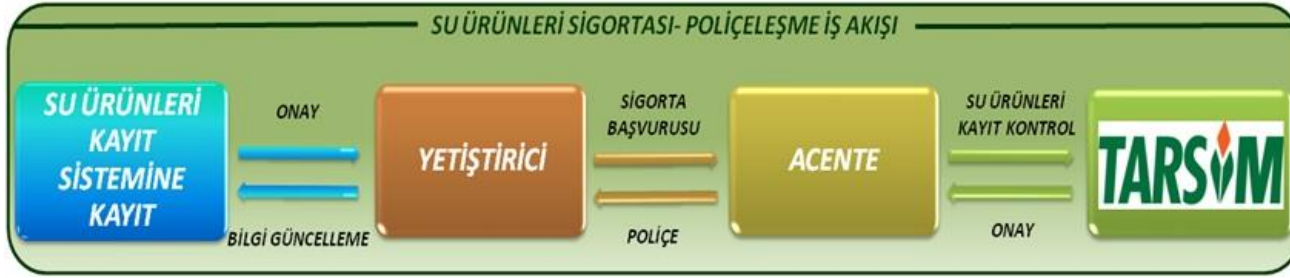 SU ÜRÜNLERİ SİGORTASI- POLİÇELEŞME İŞ AKIŞI
SU ÜRÜNLERİ
KAYIT
SİSTEMİNE
KAYIT
ONAY
BİLGİ GÜNCELLEME
YETİŞTİRİCİ
SİGORTA
BAŞVURUSU
POLİÇE
ACENTE
SU ÜRÜNLERİ
KAYIT KONTROL
ONAY
TARSİM